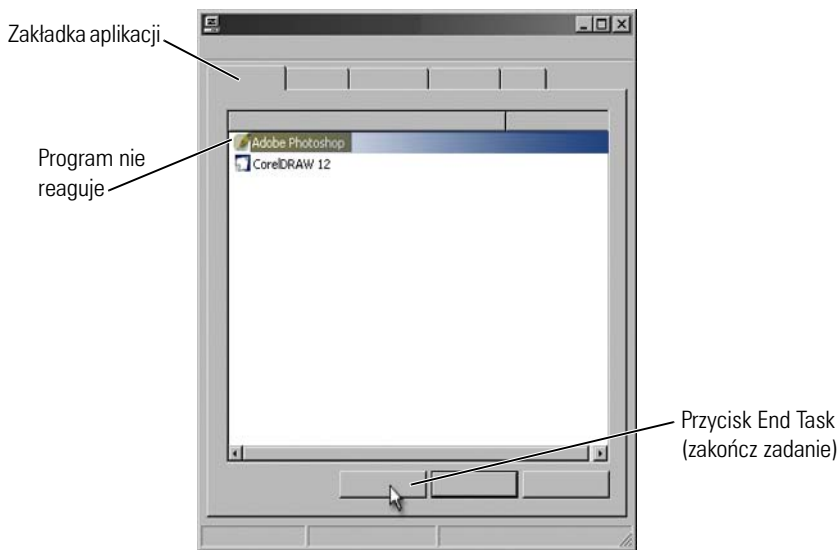 Zakładka aplikacji
Adobe Photoshop
Program nie
reaguje
CorelDRAW 12
Przycisk End Task
(zakończ zadanie)